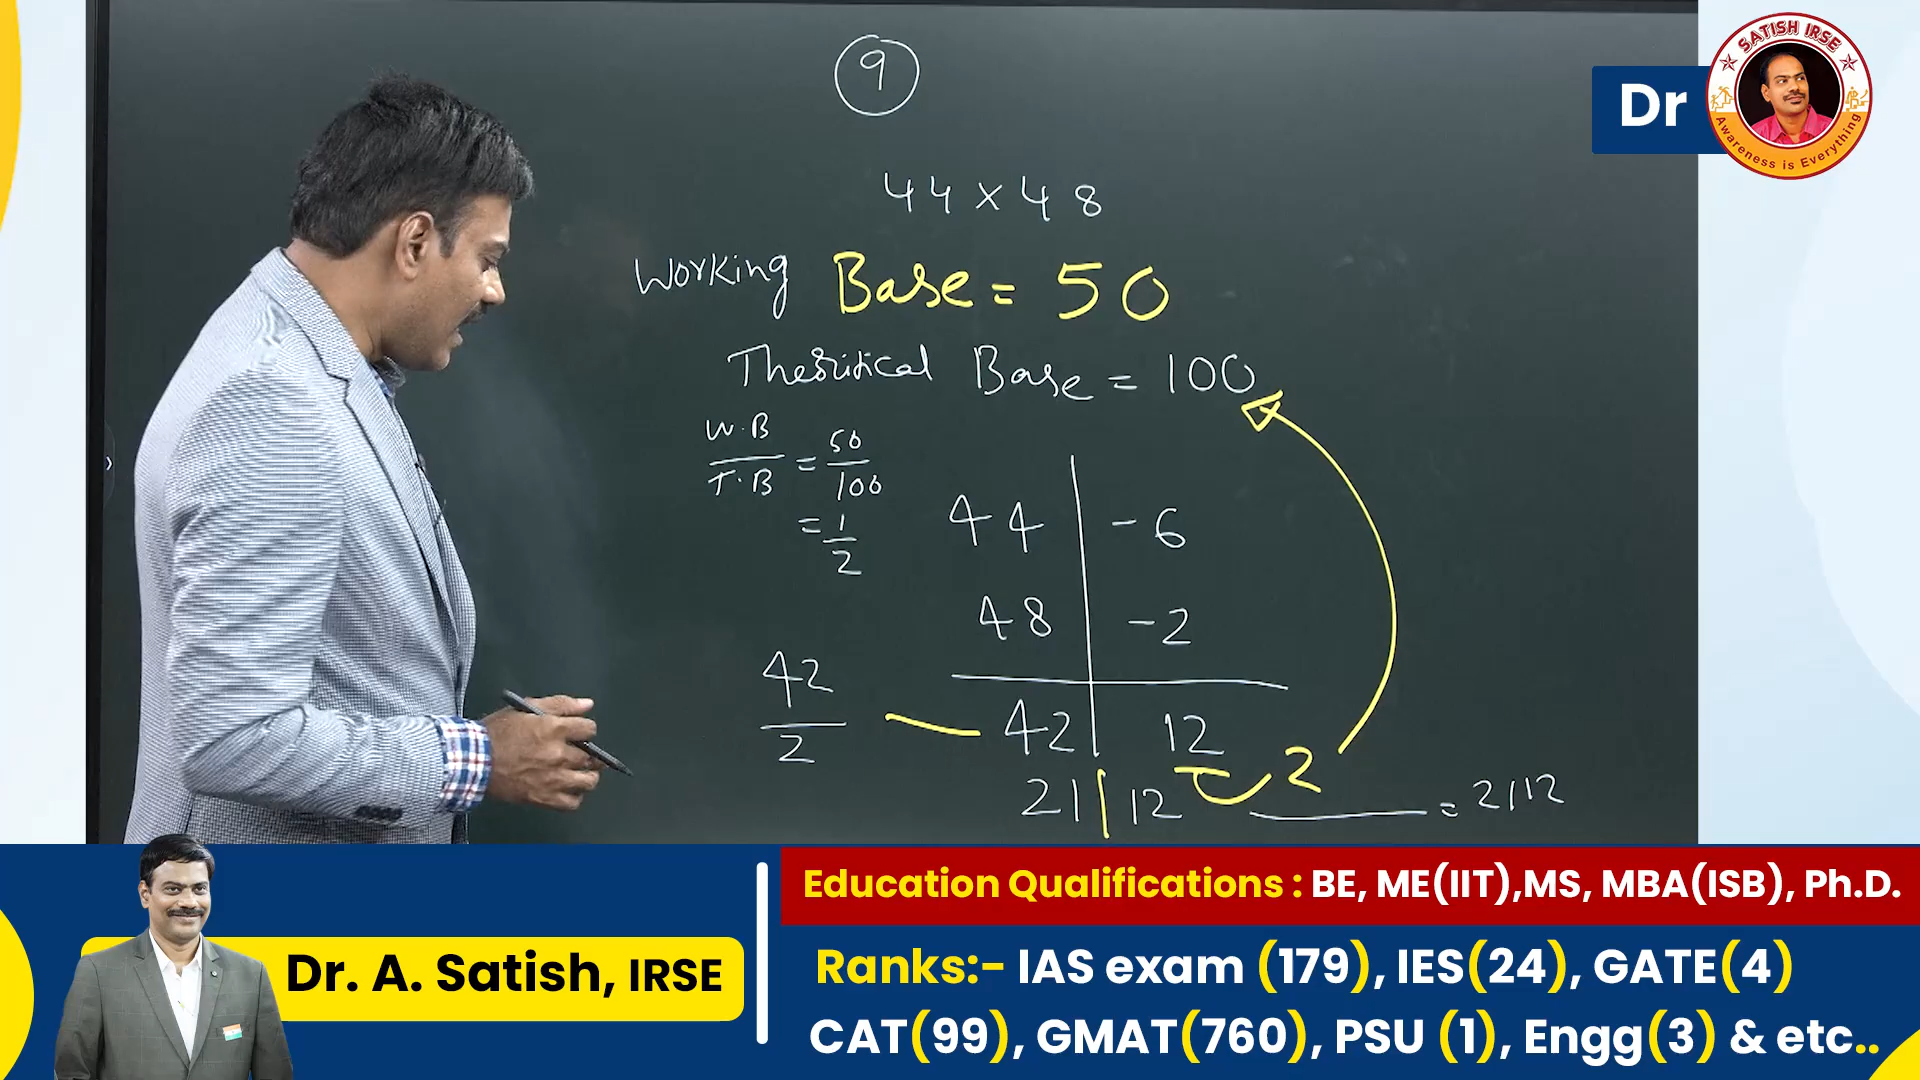 9
SATISH IRSE
Dr
Awareness is Everything
44 x 48
Working Base = 50
Theoritical Base = 100
W.B
T.B
= 50
100
= 1
2
44 | -6
48 | -2
42
2
42 | 12
2
21 | 12 = 2112
Education Qualifications : BE, ME(IIT),MS, MBA(ISB), Ph.D.
Dr. A. Satish, IRSE
Ranks:- IAS exam (179), IES(24), GATE(4)
CAT(99), GMAT(760), PSU (1), Engg(3) & etc..